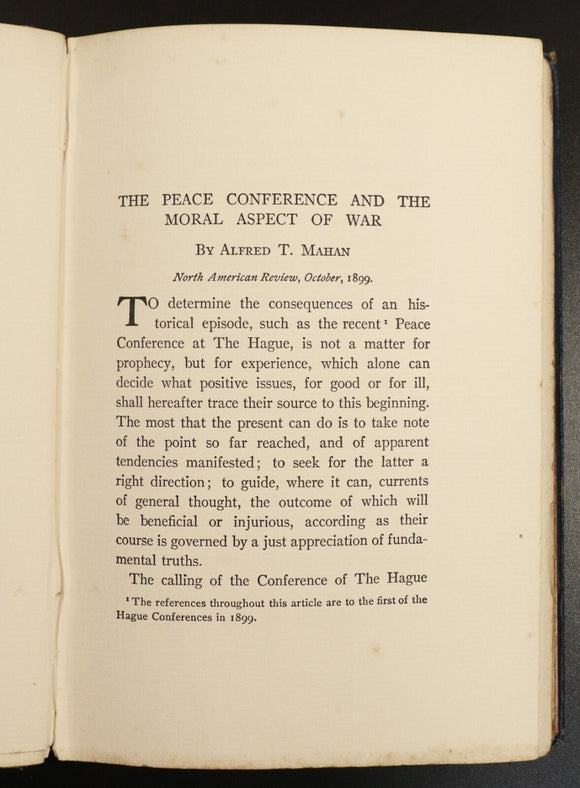 THE PEACE CONFERENCE AND THE
MORAL ASPECT OF WAR
BY ALFRED T. MAHAN
North American Review, October, 1899.
TO determine the consequences of an his-
torical episode, such as the recent¹ Peace
Conference at The Hague, is not a matter for
prophecy, but for experience, which alone can
decide what positive issues, for good or for ill,
shall hereafter trace their source to this beginning.
The most that the present can do is to take note
of the point so far reached, and of apparent
tendencies manifested; to seek for the latter a
right direction; to guide, where it can, currents
of general thought, the outcome of which will
be beneficial or injurious, according as their
course is governed by a just appreciation of funda-
mental truths.
The calling of the Conference of The Hague
¹ The references throughout this article are to the first of the
Hague Conferences in 1899.